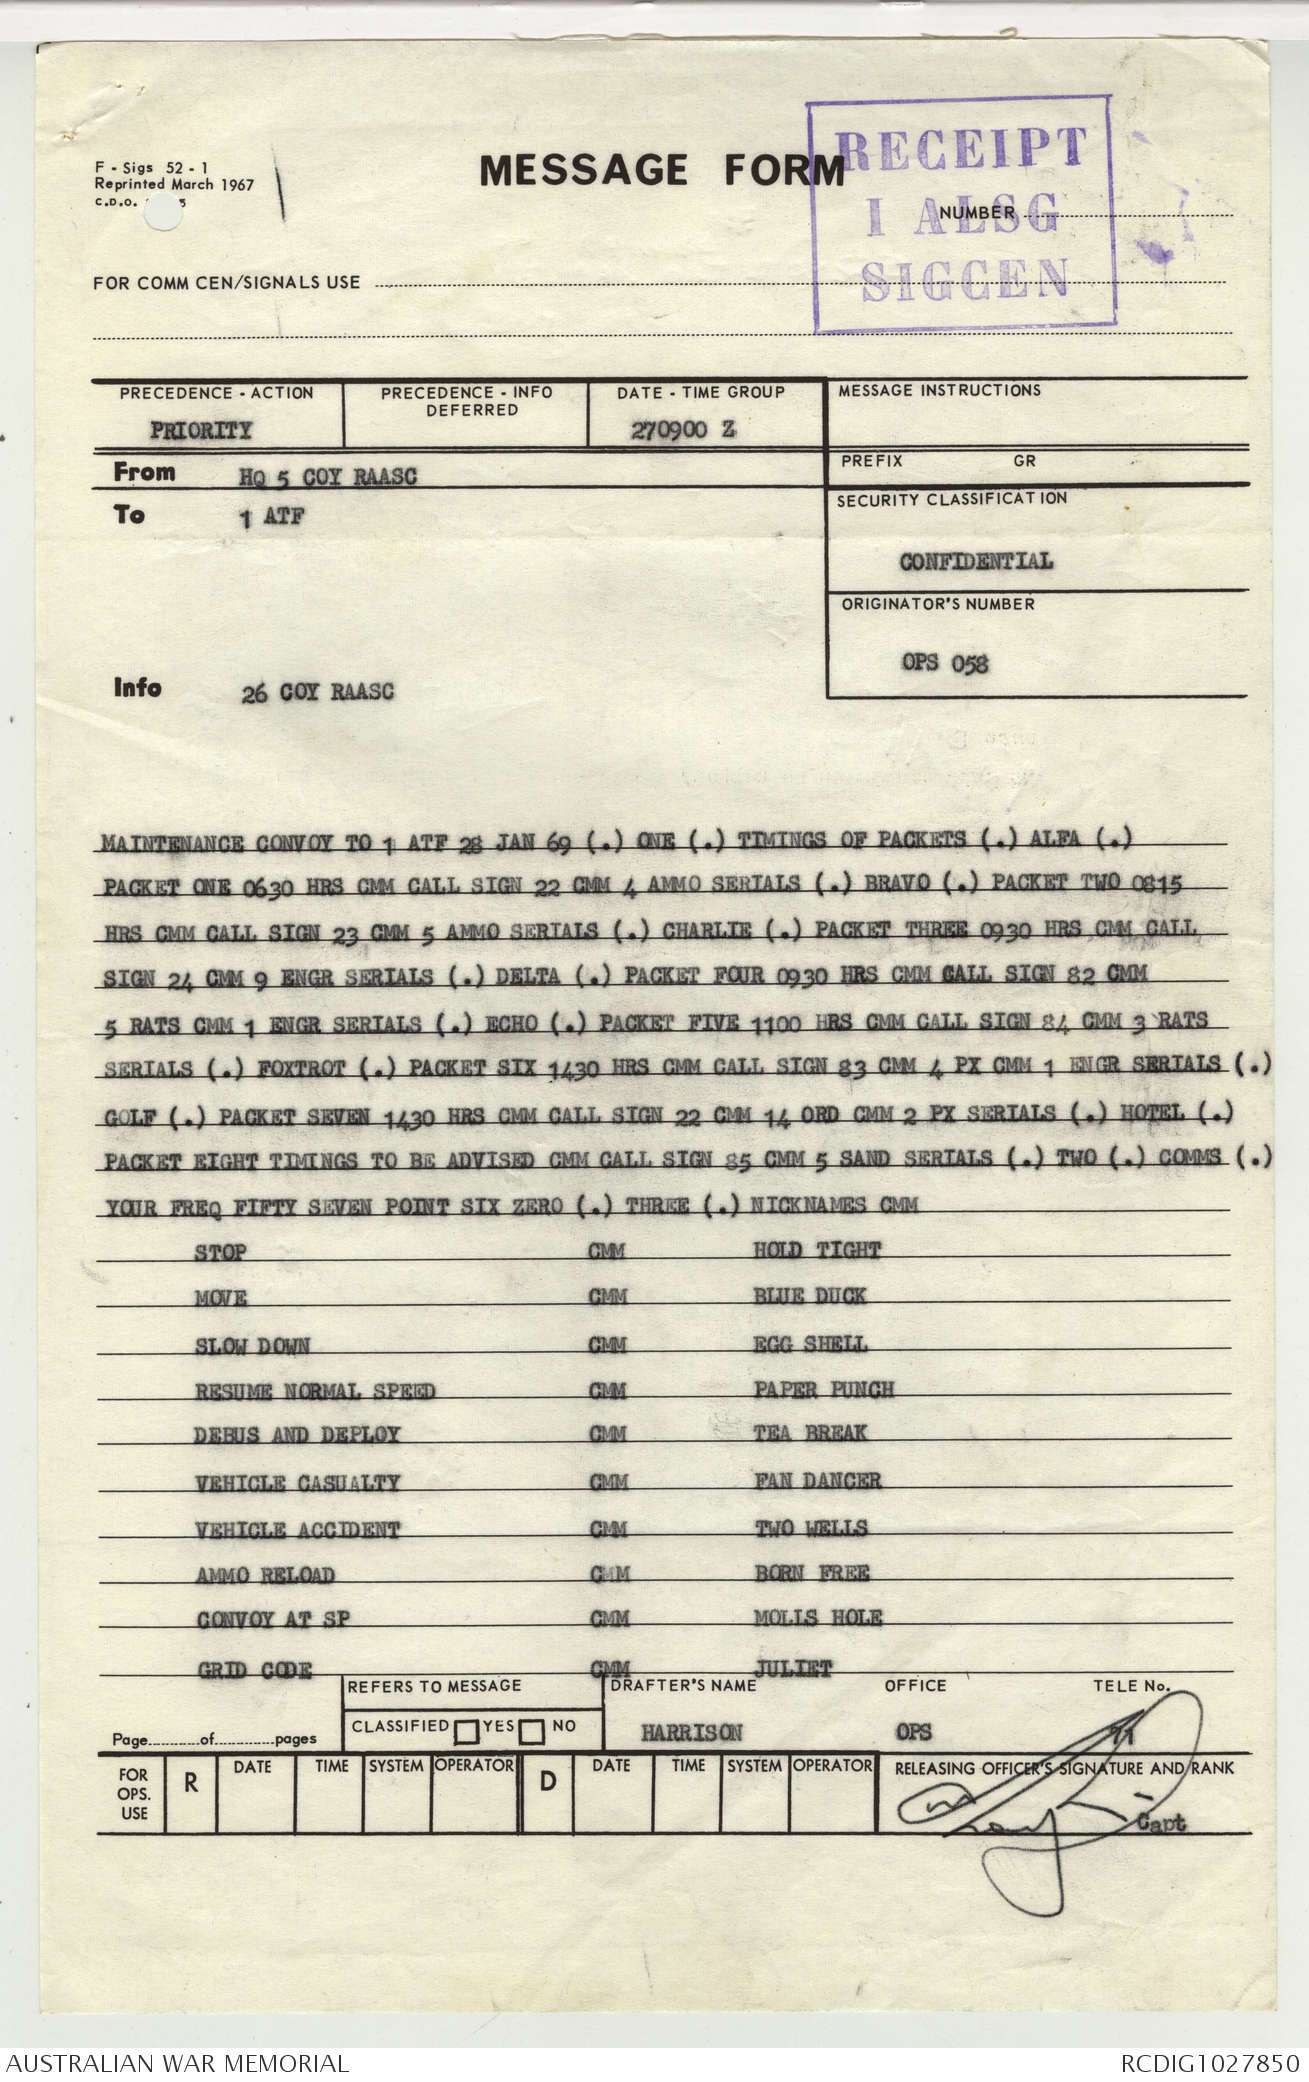 F - Sigs 52 - 1
Reprinted March 1967
C.D.O. 5
MESSAGE FORM
RECEIPT
1 ALSG
SIGCEN
NUMBER
FOR COMM CEN/SIGNALS USE
PRECEDENCE - ACTION
PRIORITY
PRECEDENCE - INFO
DEFERRED
DATE - TIME GROUP
270900 Z
MESSAGE INSTRUCTIONS
From HQ 5 COY RAASC
PREFIX GR
To 1 ATF
SECURITY CLASSIFICATION
CONFIDENTIAL
ORIGINATOR'S NUMBER
OPS 058
Info 26 COY RAASC
MAINTENANCE CONVOY TO 1 ATF 28 JAN 69 (.) ONE (.) TIMINGS OF PACKETS (.) ALFA (.)
PACKET ONE 0630 HRS CMM CALL SIGN 22 CMM 4 AMMO SERIALS (.) BRAVO (.) PACKET TWO 0815
HRS CMM CALL SIGN 23 CMM 5 AMMO SERIALS (.) CHARLIE (.) PACKET THREE 0930 HRS CMM CALL
SIGN 24 CMM 9 ENGR SERIALS (.) DELTA (.) PACKET FOUR 0930 HRS CMM CALL SIGN 82 CMM
5 RATS CMM 1 ENGR SERIALS (.) ECHO (.) PACKET FIVE 1100 HRS CMM CALL SIGN 84 CMM 3 RATS
SERIALS (.) FOXTROT (.) PACKET SIX 1430 HRS CMM CALL SIGN 83 CMM 4 PX CMM 1 ENGR SERIALS (.)
GOLF (.) PACKET SEVEN 1430 HRS CMM CALL SIGN 22 CMM 14 ORD CMM 2 PX SERIALS (.) HOTEL (.)
PACKET EIGHT TIMINGS TO BE ADVISED CMM CALL SIGN 85 CMM 5 SAND SERIALS (.) TWO (.) COMMS (.)
YOUR FREQ FIFTY SEVEN POINT SIX ZERO (.) THREE (.) NICKNAMES CMM
STOP CMM HOLD TIGHT
MOVE CMM BLUE DUCK
SLOW DOWN CMM EGG SHELL
RESUME NORMAL SPEED CMM PAPER PUNCH
DEBUS AND DEPLOY CMM TEA BREAK
VEHICLE CASUALTY CMM FAN DANCER
VEHICLE ACCIDENT CMM TWO WELLS
AMMO RELOAD CMM BORN FREE
CONVOY AT SP CMM MOLLS HOLE
GRID CODE CMM JULIET
Page of pages
REFERS TO MESSAGE
CLASSIFIED YES NO
DRAFTER'S NAME OFFICE TELE No.
HARRISON OPS
FOR OPS. USE R DATE TIME SYSTEM OPERATOR D DATE TIME SYSTEM OPERATOR
RELEASING OFFICER'S SIGNATURE AND RANK
Capt
AUSTRALIAN WAR MEMORIAL RCDIG1027850